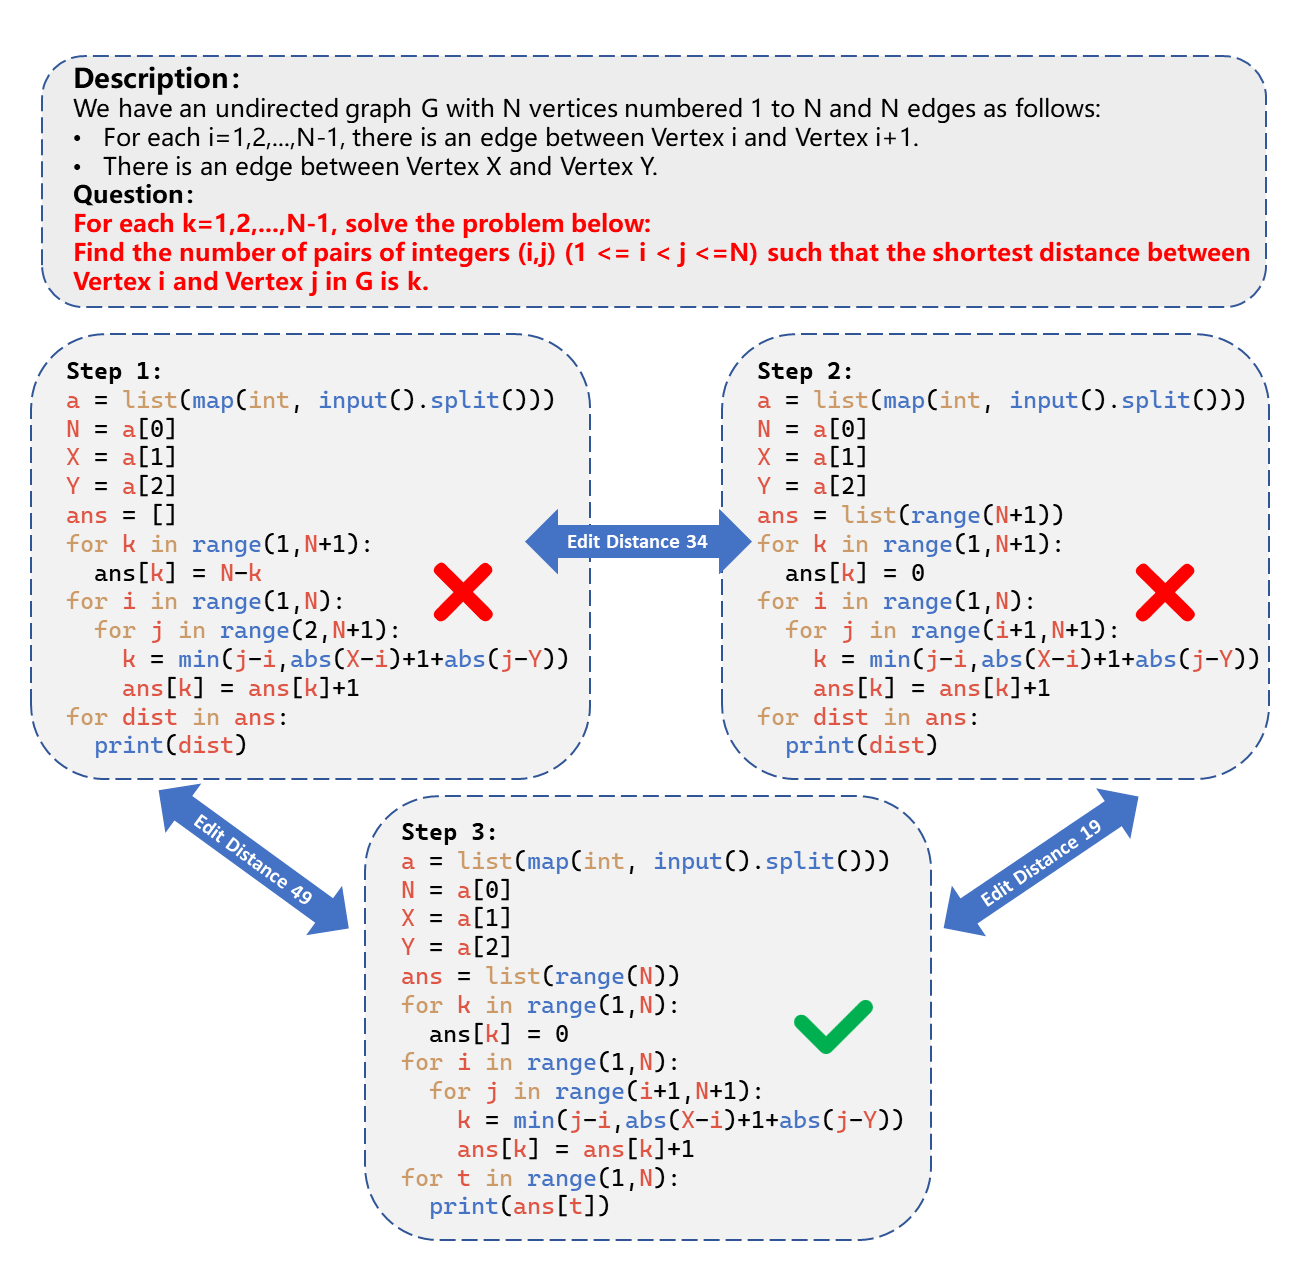 Description:
We have an undirected graph G with N vertices numbered 1 to N and N edges as follows:
• For each i=1,2,...,N-1, there is an edge between Vertex i and Vertex i+1.
• There is an edge between Vertex X and Vertex Y.
Question:
For each k=1,2,...,N-1, solve the problem below:
Find the number of pairs of integers (i,j) (1 <= i < j <=N) such that the shortest distance between
Vertex i and Vertex j in G is k.
Step 1:
a = list(map(int, input().split()))
N = a[0]
X = a[1]
Y = a[2]
ans = []
for k in range(1,N+1):
  ans[k] = N-k
for i in range(1,N):
  for j in range(2,N+1):
    k = min(j-i,abs(X-i)+1+abs(j-Y))
    ans[k] = ans[k]+1
for dist in ans:
  print(dist)
Edit Distance 34
Step 2:
a = list(map(int, input().split()))
N = a[0]
X = a[1]
Y = a[2]
ans = list(range(N+1))
for k in range(1,N+1):
  ans[k] = 0
for i in range(1,N):
  for j in range(i+1,N+1):
    k = min(j-i,abs(X-i)+1+abs(j-Y))
    ans[k] = ans[k]+1
for dist in ans:
  print(dist)
Edit Distance 49
Edit Distance 19
Step 3:
a = list(map(int, input().split()))
N = a[0]
X = a[1]
Y = a[2]
ans = list(range(N))
for k in range(1,N):
  ans[k] = 0
for i in range(1,N):
  for j in range(i+1,N+1):
    k = min(j-i,abs(X-i)+1+abs(j-Y))
    ans[k] = ans[k]+1
for t in range(1,N):
  print(ans[t])